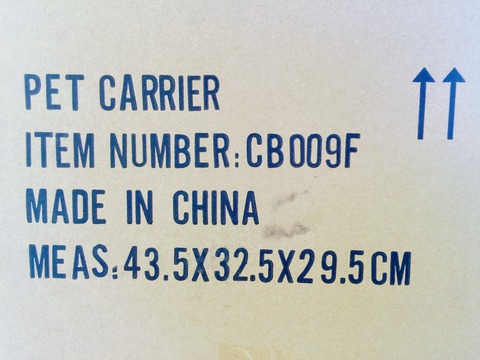 PET CARRIER
ITEM NUMBER:CB009F
MADE IN CHINA
MEAS:43.5X32.5X29.5CM